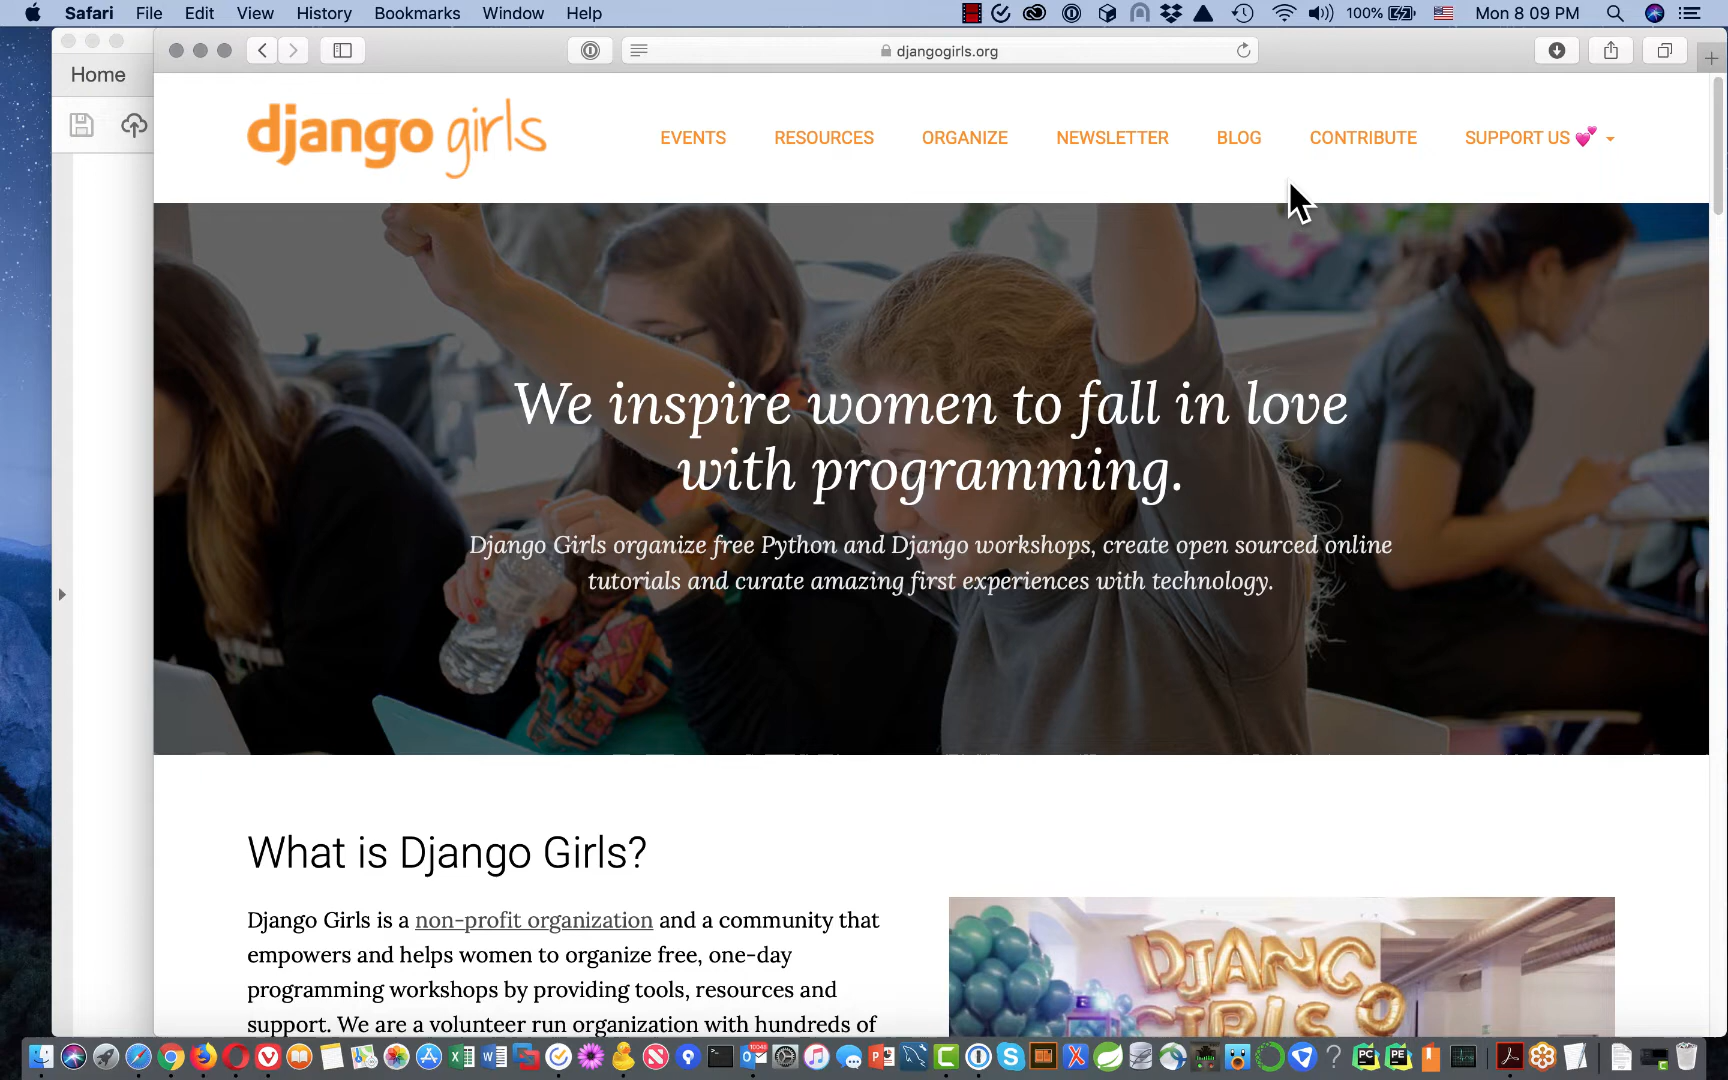 Safari File Edit View History Bookmarks Window Help 100% Mon 8 09 PM
djangogirls.org
Home
django girls EVENTS RESOURCES ORGANIZE NEWSLETTER BLOG CONTRIBUTE SUPPORT US 💕
We inspire women to fall in love
with programming.
Django Girls organize free Python and Django workshops, create open sourced online
tutorials and curate amazing first experiences with technology.
What is Django Girls?
Django Girls is a non-profit organization and a community that
empowers and helps women to organize free, one-day
programming workshops by providing tools, resources and
support. We are a volunteer run organization with hundreds of
DJANGO
GIRLS